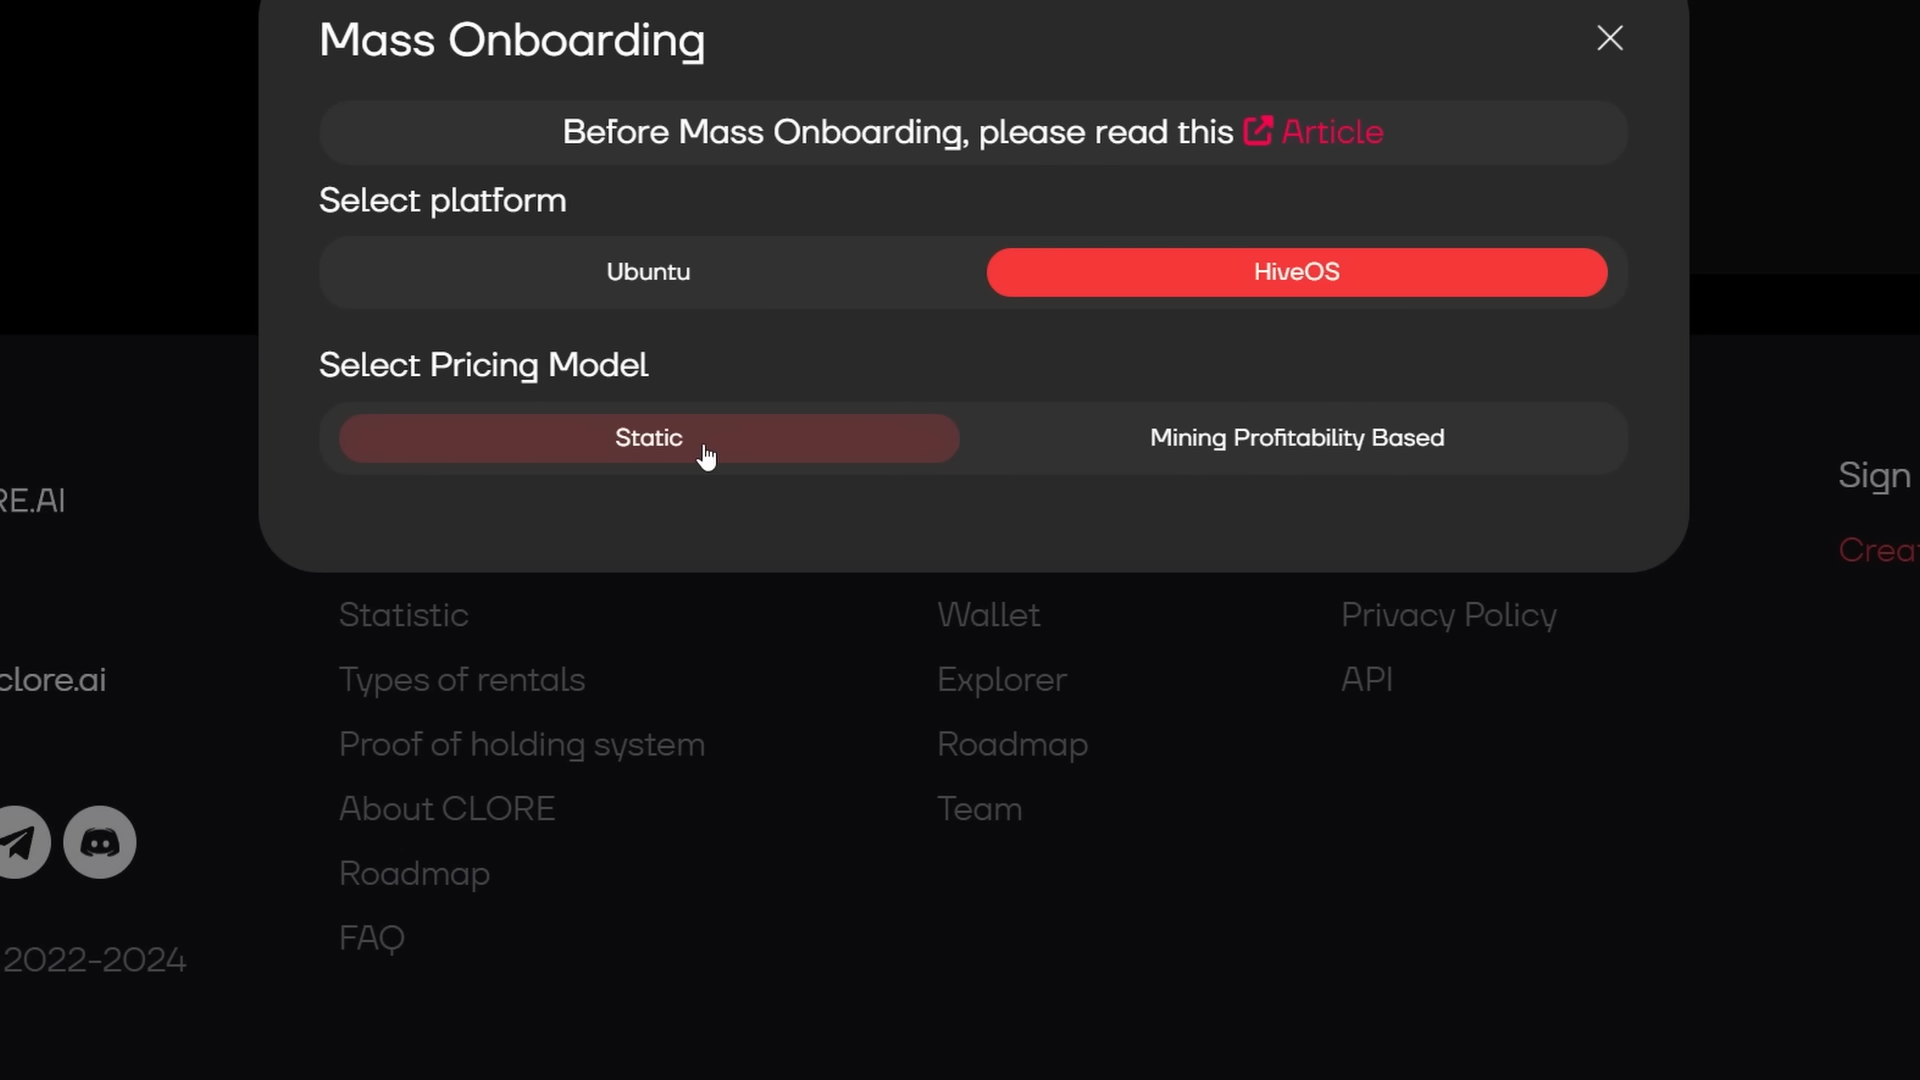 Mass Onboarding
Before Mass Onboarding, please read this Article
Select platform
Ubuntu
HiveOS
Select Pricing Model
Static
Mining Profitability Based
RE.AI
Sign
Crea
Statistic
Wallet
Privacy Policy
Types of rentals
Explorer
API
clore.ai
Proof of holding system
Roadmap
About CLORE
Team
Roadmap
FAQ
2022-2024